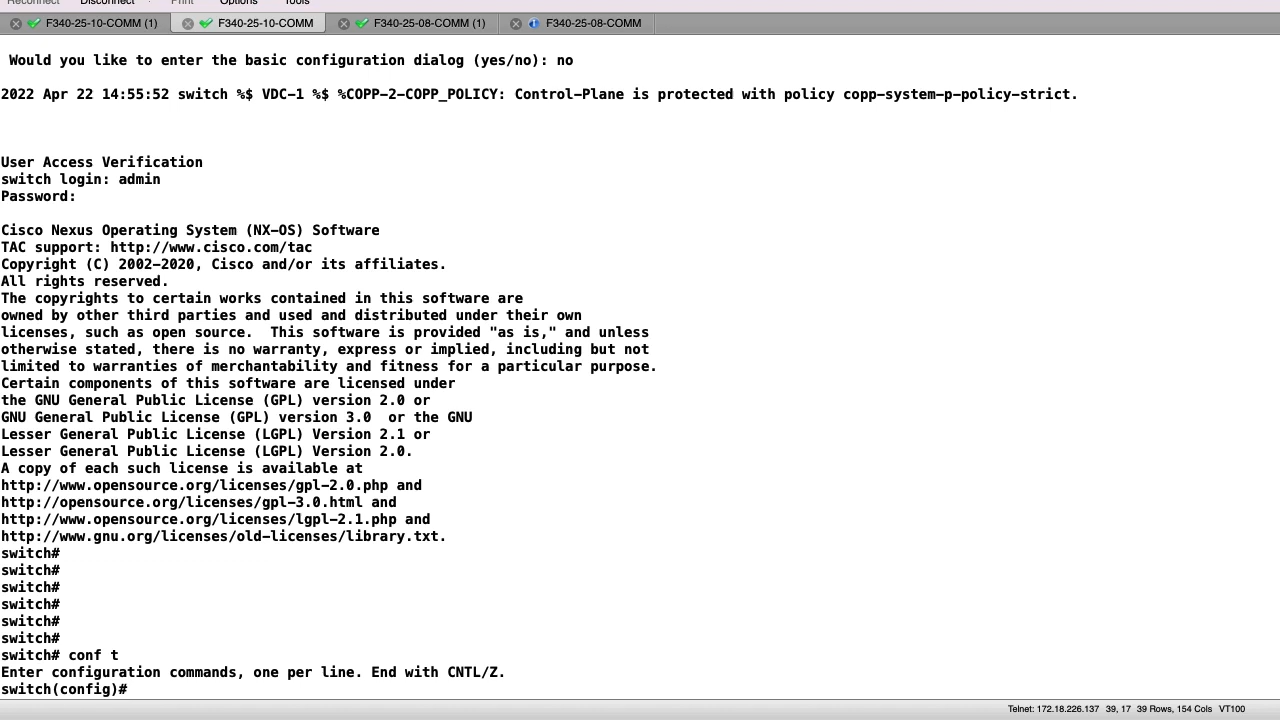 Reconnect Disconnect Print Options Tools
F340-25-10-COMM (1) F340-25-10-COMM F340-25-08-COMM (1) F340-25-08-COMM
Would you like to enter the basic configuration dialog (yes/no): no
2022 Apr 22 14:55:52 switch %$ VDC-1 %$ %COPP-2-COPP_POLICY: Control-Plane is protected with policy copp-system-p-policy-strict.
User Access Verification
switch login: admin
Password:
Cisco Nexus Operating System (NX-OS) Software
TAC support: http://www.cisco.com/tac
Copyright (C) 2002-2020, Cisco and/or its affiliates.
All rights reserved.
The copyrights to certain works contained in this software are
owned by other third parties and used and distributed under their own
licenses, such as open source.  This software is provided "as is," and unless
otherwise stated, there is no warranty, express or implied, including but not
limited to warranties of merchantability and fitness for a particular purpose.
Certain components of this software are licensed under
the GNU General Public License (GPL) version 2.0 or
GNU General Public License (GPL) version 3.0  or the GNU
Lesser General Public License (LGPL) Version 2.1 or
Lesser General Public License (LGPL) Version 2.0.
A copy of each such license is available at
http://www.opensource.org/licenses/gpl-2.0.php and
http://opensource.org/licenses/gpl-3.0.html and
http://www.opensource.org/licenses/lgpl-2.1.php and
http://www.gnu.org/licenses/old-licenses/library.txt.
switch#
switch#
switch#
switch#
switch#
switch#
switch# conf t
Enter configuration commands, one per line. End with CNTL/Z.
switch(config)#
Telnet: 172.18.226.137 39, 17 39 Rows, 154 Cols VT100